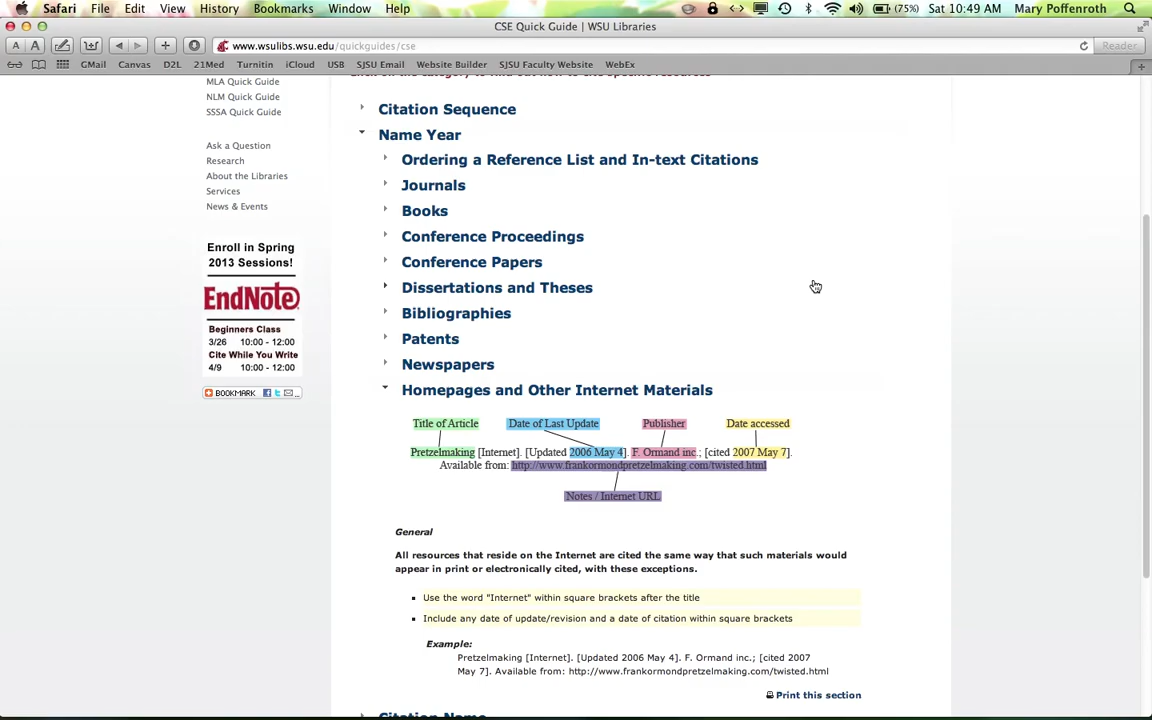 Safari File Edit View History Bookmarks Window Help (75%) Sat 10:49 AM Mary Poffenroth
CSE Quick Guide | WSU Libraries
A A www.wsulibs.wsu.edu/quickguides/cse Reader
GMail Canvas D2L 21Med Turnitin iCloud USB SJSU Email Website Builder SJSU Faculty Website WebEx
MLA Quick Guide
NLM Quick Guide
SSSA Quick Guide
Ask a Question
Research
About the Libraries
Services
News & Events
Enroll in Spring
2013 Sessions!
EndNote
Beginners Class
3/26 10:00 - 12:00
Cite While You Write
4/9 10:00 - 12:00
BOOKMARK
Citation Sequence
Name Year
Ordering a Reference List and In-text Citations
Journals
Books
Conference Proceedings
Conference Papers
Dissertations and Theses
Bibliographies
Patents
Newspapers
Homepages and Other Internet Materials
Title of Article Date of Last Update Publisher Date accessed
Pretzelmaking [Internet]. [Updated 2006 May 4]. F. Ormand inc.; [cited 2007 May 7].
Available from: http://www.frankormondpretzelmaking.com/twisted.html
Notes / Internet URL
General
All resources that reside on the Internet are cited the same way that such materials would
appear in print or electronically cited, with these exceptions.
Use the word "Internet" within square brackets after the title
Include any date of update/revision and a date of citation within square brackets
Example:
Pretzelmaking [Internet]. [Updated 2006 May 4]. F. Ormand inc.; [cited 2007
May 7]. Available from: http://www.frankormondpretzelmaking.com/twisted.html
Print this section
Citation Name